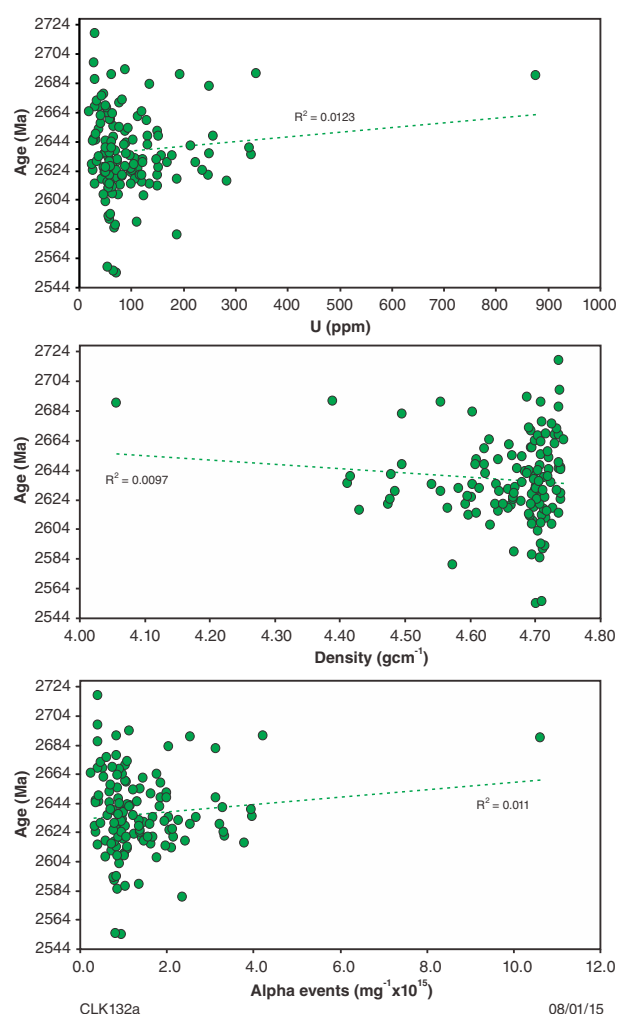 2724
2704
2684
2664
2644
2624
2604
2584
2564
2544
Age (Ma)
R² = 0.0123
0 100 200 300 400 500 600 700 800 900 1000
U (ppm)
2724
2704
2684
2664
2644
2624
2604
2584
2564
2544
Age (Ma)
R² = 0.0097
4.00 4.10 4.20 4.30 4.40 4.50 4.60 4.70 4.80
Density (gcm⁻¹)
2724
2704
2684
2664
2644
2624
2604
2584
2564
2544
Age (Ma)
R² = 0.011
0.0 2.0 4.0 6.0 8.0 10.0 12.0
Alpha events (mg⁻¹x10¹⁵)
CLK132a 08/01/15